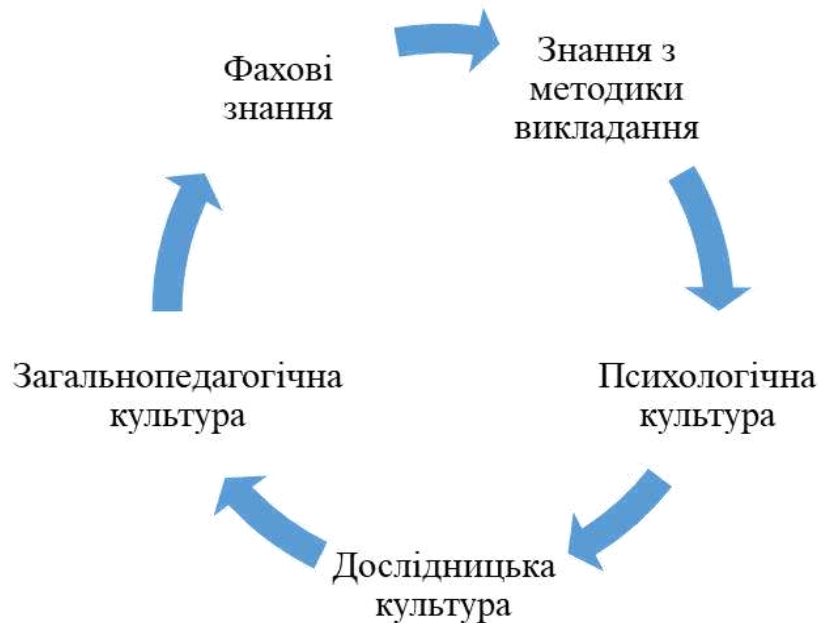 Фахові
знання
Знання з
методики
викладання
Психологічна
культура
Дослідницька
культура
Загальнопедагогічна
культура